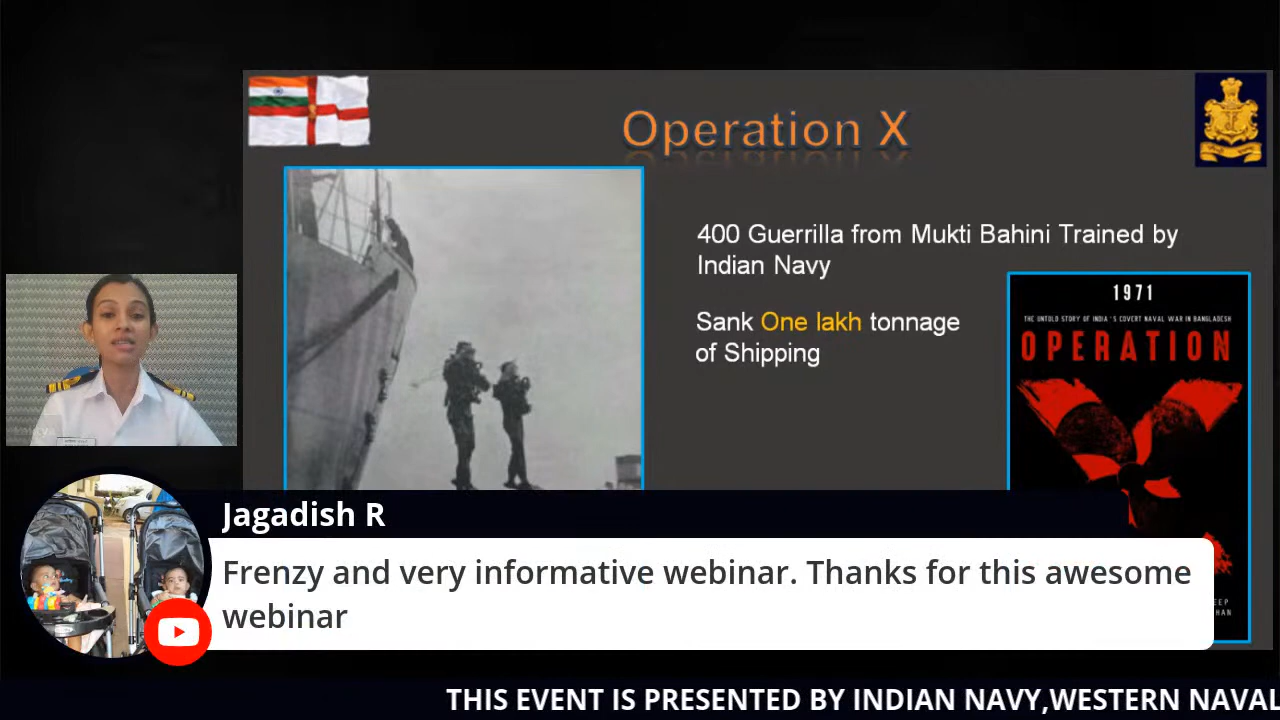 Operation X
400 Guerrilla from Mukti Bahini Trained by
Indian Navy
Sank One lakh tonnage
of Shipping
1971
THE UNTOLD STORY OF INDIA'S COVERT NAVAL WAR IN BANGLADESH
OPERATION
EEP
HAN
Jagadish R
Frenzy and very informative webinar. Thanks for this awesome
webinar
THIS EVENT IS PRESENTED BY INDIAN NAVY,WESTERN NAVAL